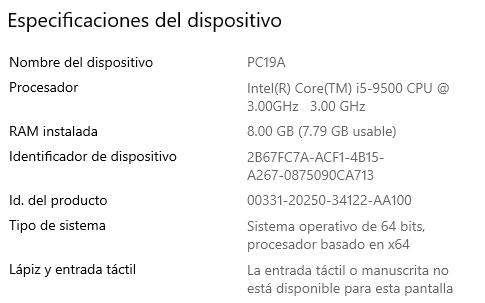 Especificaciones del dispositivo
Nombre del dispositivo PC19A
Procesador Intel(R) Core(TM) i5-9500 CPU @
3.00GHz 3.00 GHz
RAM instalada 8.00 GB (7.79 GB usable)
Identificador de dispositivo 2B67FC7A-ACF1-4B15-
A267-0875090CA713
Id. del producto 00331-20250-34122-AA100
Tipo de sistema Sistema operativo de 64 bits,
procesador basado en x64
Lápiz y entrada táctil La entrada táctil o manuscrita no
está disponible para esta pantalla